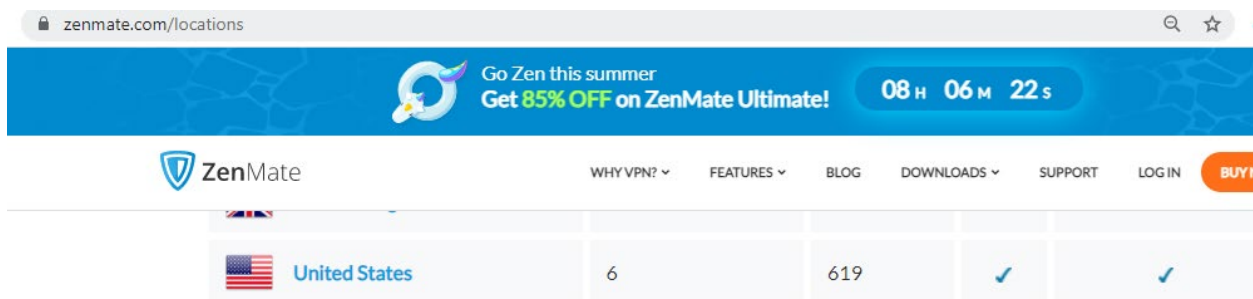 zenmate.com/locations
Go Zen this summer
Get 85% OFF on ZenMate Ultimate!
08 H 06 M 22 S
ZenMate
WHY VPN?
FEATURES
BLOG
DOWNLOADS
SUPPORT
LOG IN
BUY
United States
6
619